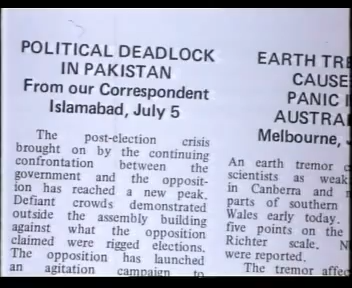 POLITICAL DEADLOCK
IN PAKISTAN
From our Correspondent
Islamabad, July 5
The post-election crisis
brought on by the continuing
confrontation between the
government and the opposit-
ion has reached a new peak.
Defiant crowds demonstrated
outside the assembly building
against what the opposition
claimed were rigged elections.
The opposition has launched
an agitation campaign to
EARTH TRE
CAUSE
PANIC I
AUSTRA
Melbourne, J
An earth tremor
scientists as weak
in Canberra and
parts of southern
Wales early today.
five points on the
Richter scale. N
were reported.
The tremor affec